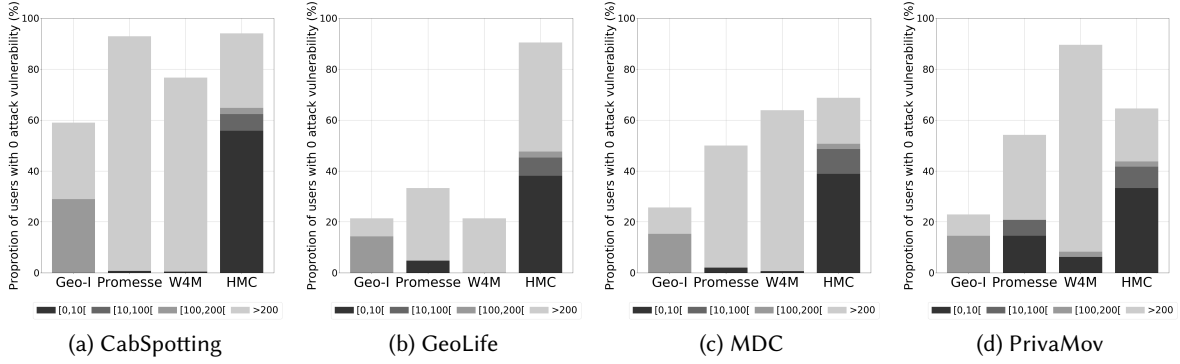 Proprotion of users with 0 attack vulnerability (%)
100
80
60
40
20
0
Geo-I Promesse W4M HMC
[0,10[ [10,100[ [100,200[ >200
(a) CabSpotting
Proprotion of users with 0 attack vulnerability (%)
100
80
60
40
20
0
Geo-I Promesse W4M HMC
[0,10[ [10,100[ [100,200[ >200
(b) GeoLife
Proprotion of users with 0 attack vulnerability (%)
100
80
60
40
20
0
Geo-I Promesse W4M HMC
[0,10[ [10,100[ [100,200[ >200
(c) MDC
Proprotion of users with 0 attack vulnerability (%)
100
80
60
40
20
0
Geo-I Promesse W4M HMC
[0,10[ [10,100[ [100,200[ >200
(d) PrivaMov